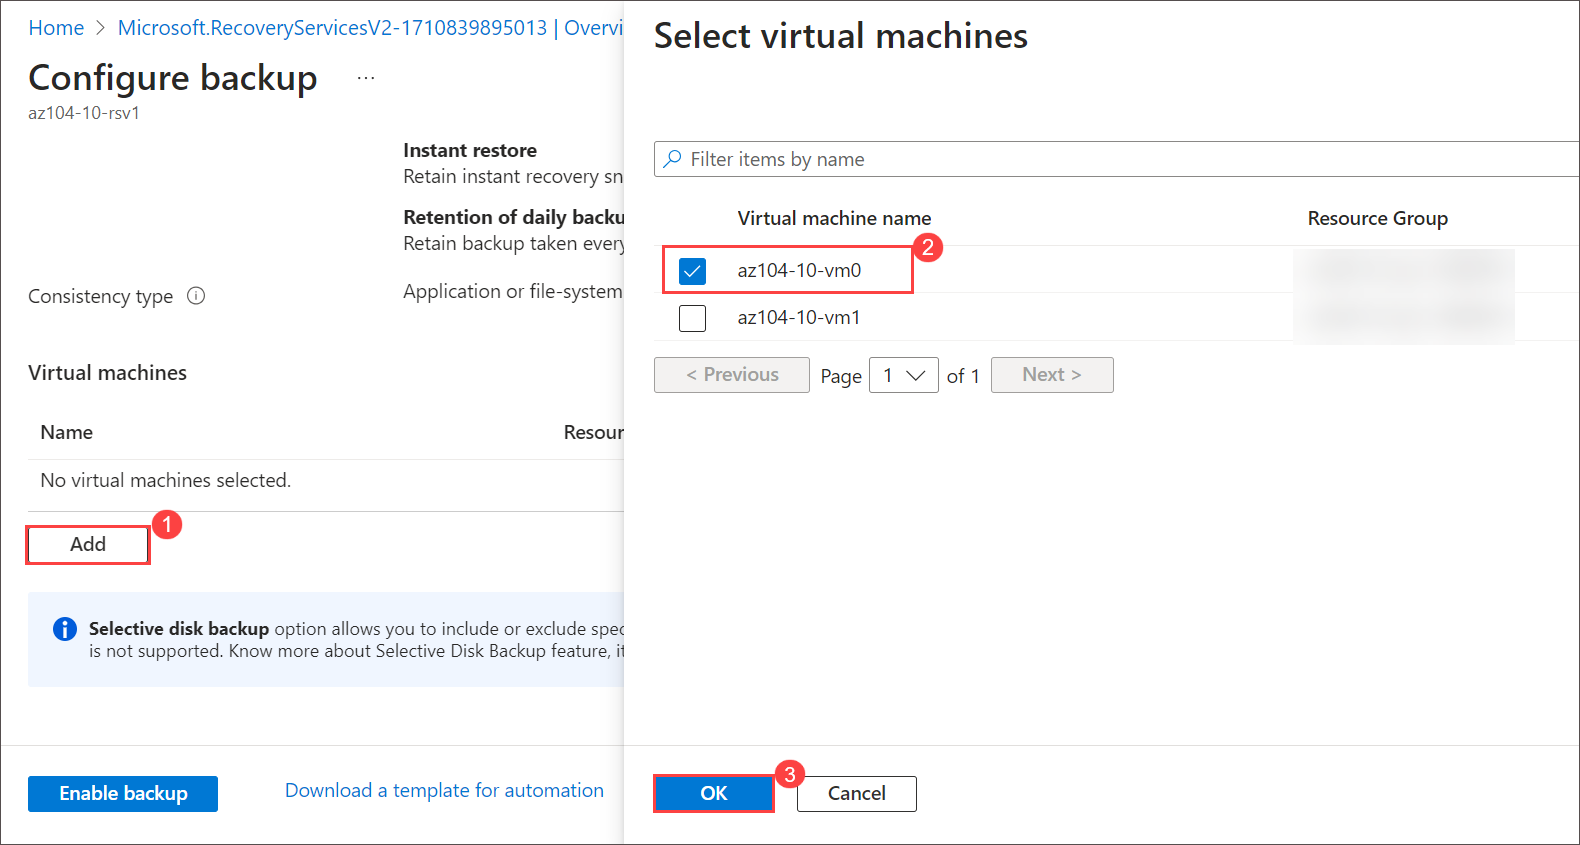 Home > Microsoft.RecoveryServicesV2-1710839895013 | Overvi
Configure backup ...
az104-10-rsv1
Instant restore
Retain instant recovery sn
Retention of daily backu
Retain backup taken every
Consistency type
Application or file-system
Virtual machines
Name Resour
No virtual machines selected.
Add
1
Selective disk backup option allows you to include or exclude spec
is not supported. Know more about Selective Disk Backup feature, it
Enable backup
Download a template for automation
Select virtual machines
Filter items by name
Virtual machine name Resource Group
az104-10-vm0
2
az104-10-vm1
< Previous Page 1 of 1 Next >
OK
3
Cancel